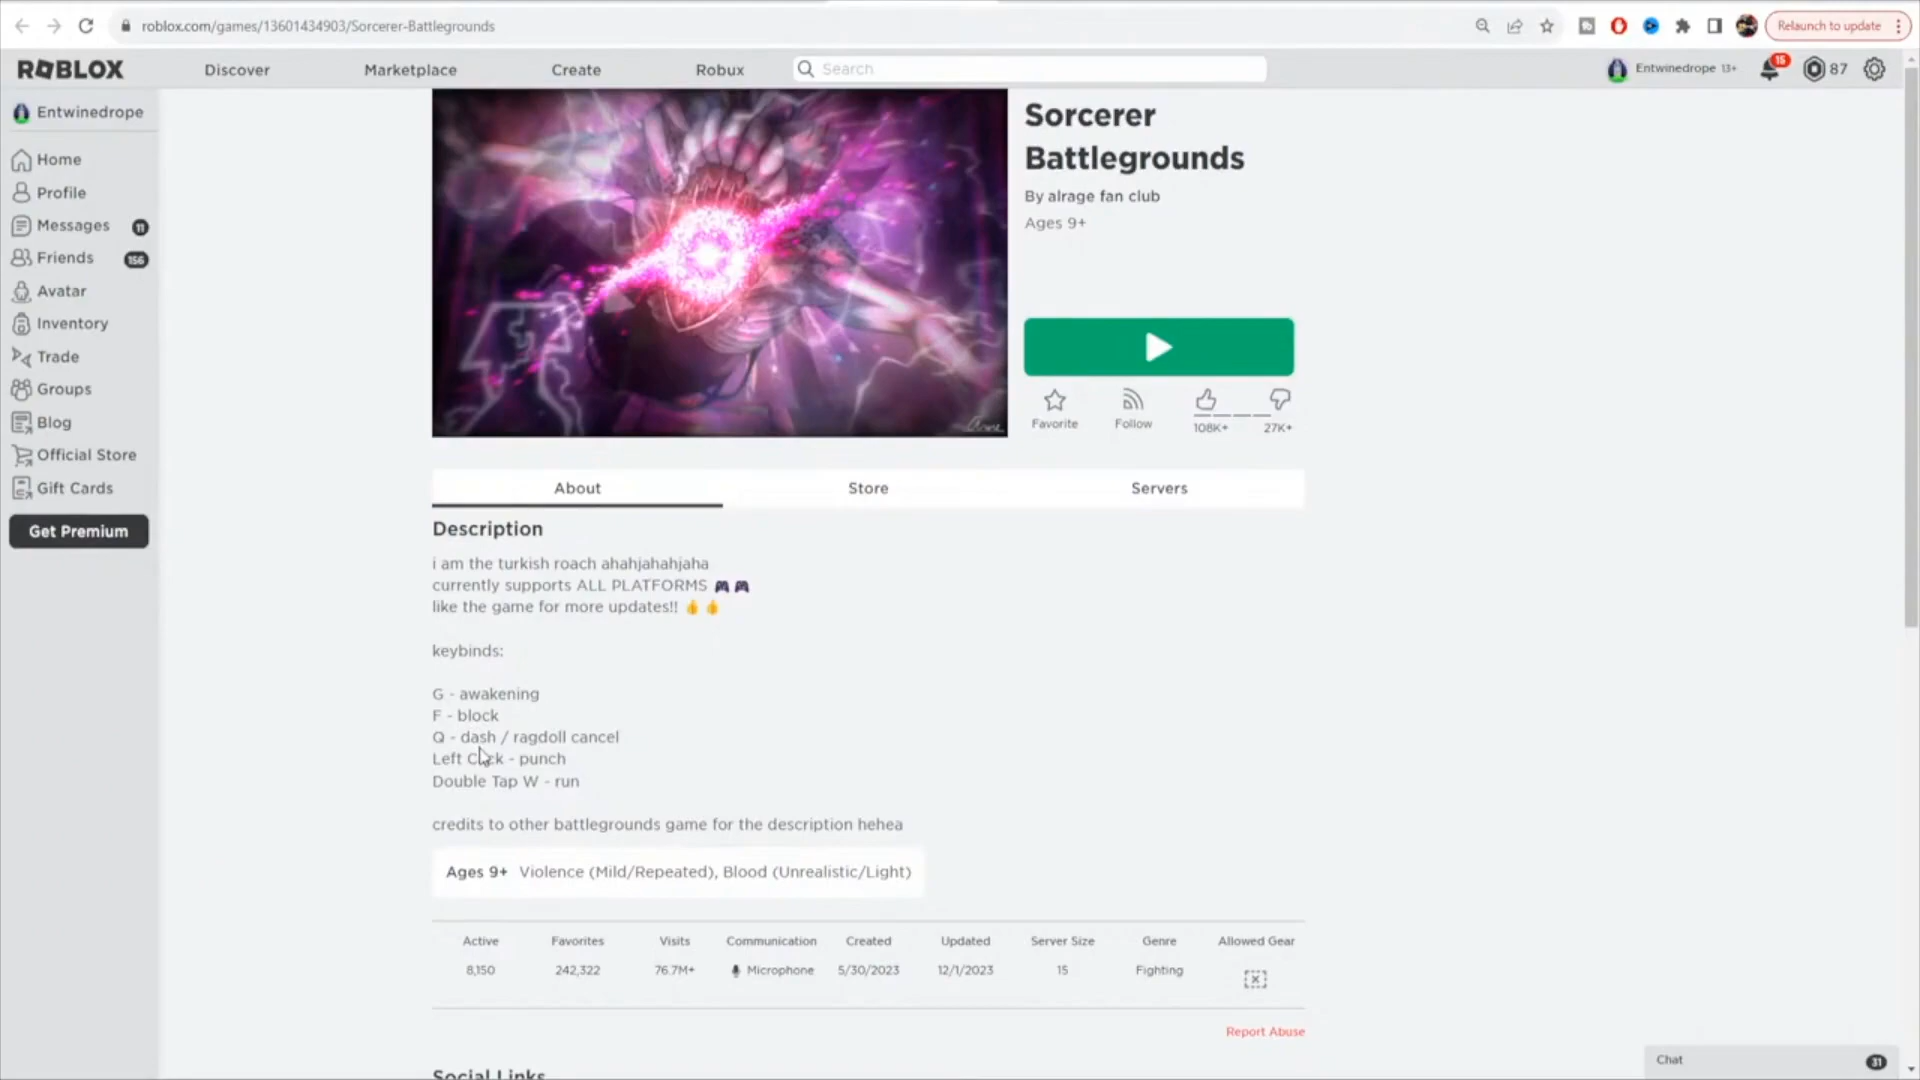 roblox.com/games/13601434903/Sorcerer-Battlegrounds
Relaunch to update
ROBLOX
Discover
Marketplace
Create
Robux
Search
Entwinedrope 13+
15
87
Entwinedrope
Home
Profile
Messages 11
Friends 156
Avatar
Inventory
Trade
Groups
Blog
Official Store
Gift Cards
Get Premium
Sorcerer
Battlegrounds
By alrage fan club
Ages 9+
Favorite
Follow
108K+
27K+
About
Store
Servers
Description
i am the turkish roach ahahjahahjaha
currently supports ALL PLATFORMS 🎮 🎮
like the game for more updates!! 👍 👍
keybinds:
G - awakening
F - block
Q - dash / ragdoll cancel
Left Click - punch
Double Tap W - run
credits to other battlegrounds game for the description hehea
Ages 9+ Violence (Mild/Repeated), Blood (Unrealistic/Light)
Active Favorites Visits Communication Created Updated Server Size Genre Allowed Gear
8,150 242,322 76.7M+ Microphone 5/30/2023 12/1/2023 15 Fighting
Report Abuse
Social Links
Chat 31